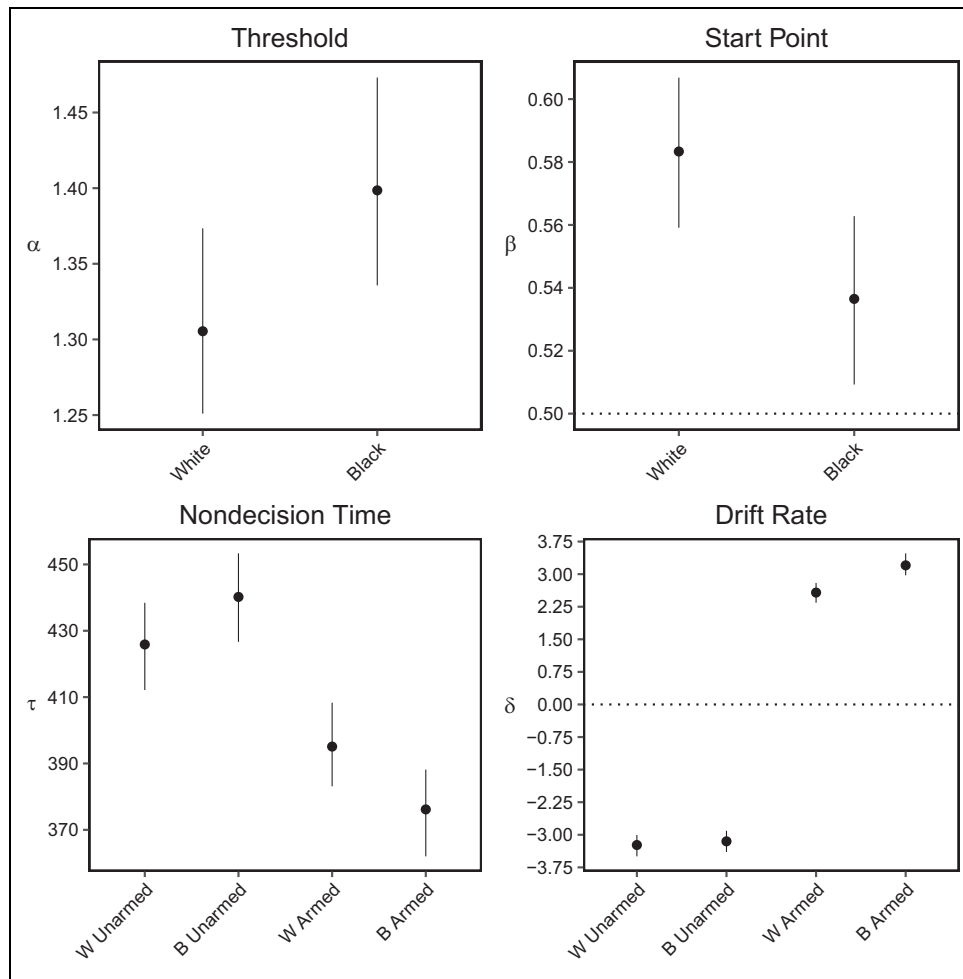 Threshold
α
1.45
1.40
1.35
1.30
1.25
White
Black
Start Point
β
0.60
0.58
0.56
0.54
0.52
0.50
White
Black
Nondecision Time
τ
450
430
410
390
370
W Unarmed
B Unarmed
W Armed
B Armed
Drift Rate
δ
3.75
3.00
2.25
1.50
0.75
0.00
−0.75
−1.50
−2.25
−3.00
−3.75
W Unarmed
B Unarmed
W Armed
B Armed